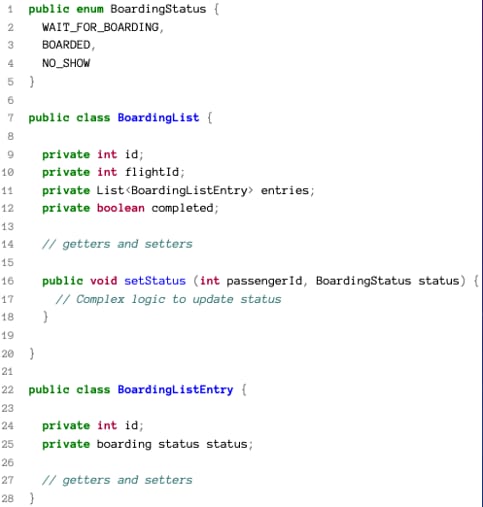 1 public enum BoardingStatus {
2 WAIT_FOR_BOARDING,
3 BOARDED,
4 NO_SHOW
5 }
6
7 public class BoardingList {
8
9 private int id;
10 private int flightId;
11 private List<BoardingListEntry> entries;
12 private boolean completed;
13
14 // getters and setters
15
16 public void setStatus (int passengerId, BoardingStatus status) {
17 // Complex logic to update status
18 }
19
20 }
21
22 public class BoardingListEntry {
23
24 private int id;
25 private boarding status status;
26
27 // getters and setters
28 }